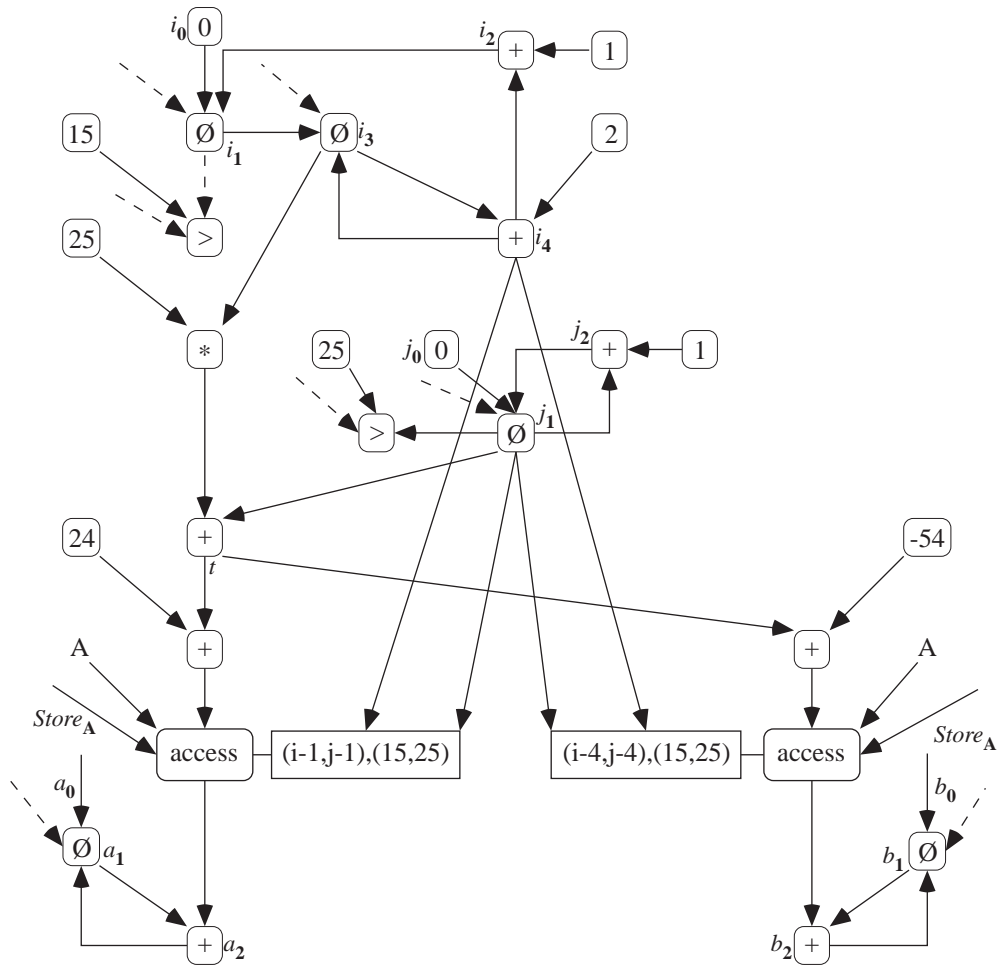 i0 0
i2 + 1
Ø i1
Ø i3
15
2
>
25
+ i4
*
25
j0 0
j2 + 1
>
Ø j1
24
+ t
-54
+
+
A
A
StoreA
StoreA
access
(i-1,j-1),(15,25)
(i-4,j-4),(15,25)
access
a0
b0
Ø a1
b1 Ø
+ a2
b2 +